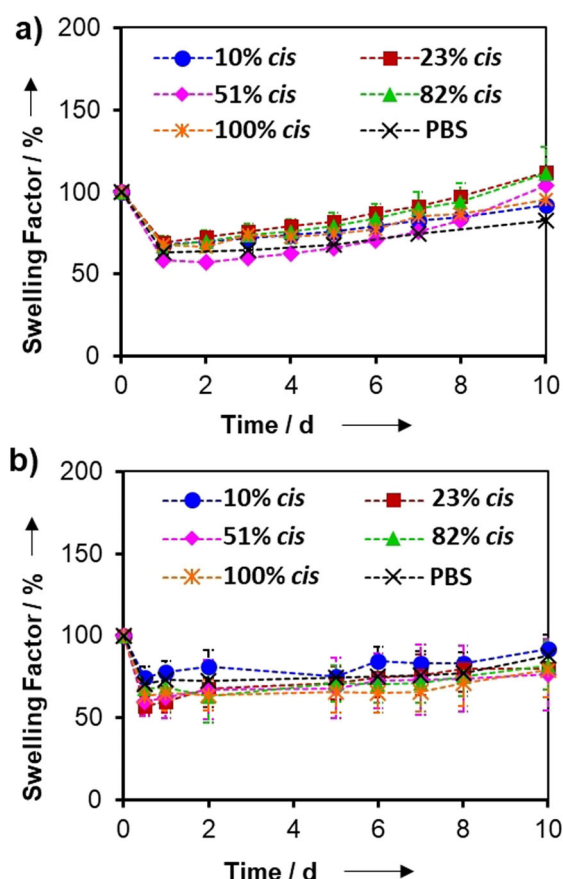 a)
200
150
100
50
0
Swelling Factor / %
10% cis 23% cis
51% cis 82% cis
100% cis PBS
0 2 4 6 8 10
Time / d
b)
200
150
100
50
0
Swelling Factor / %
10% cis 23% cis
51% cis 82% cis
100% cis PBS
0 2 4 6 8 10
Time / d